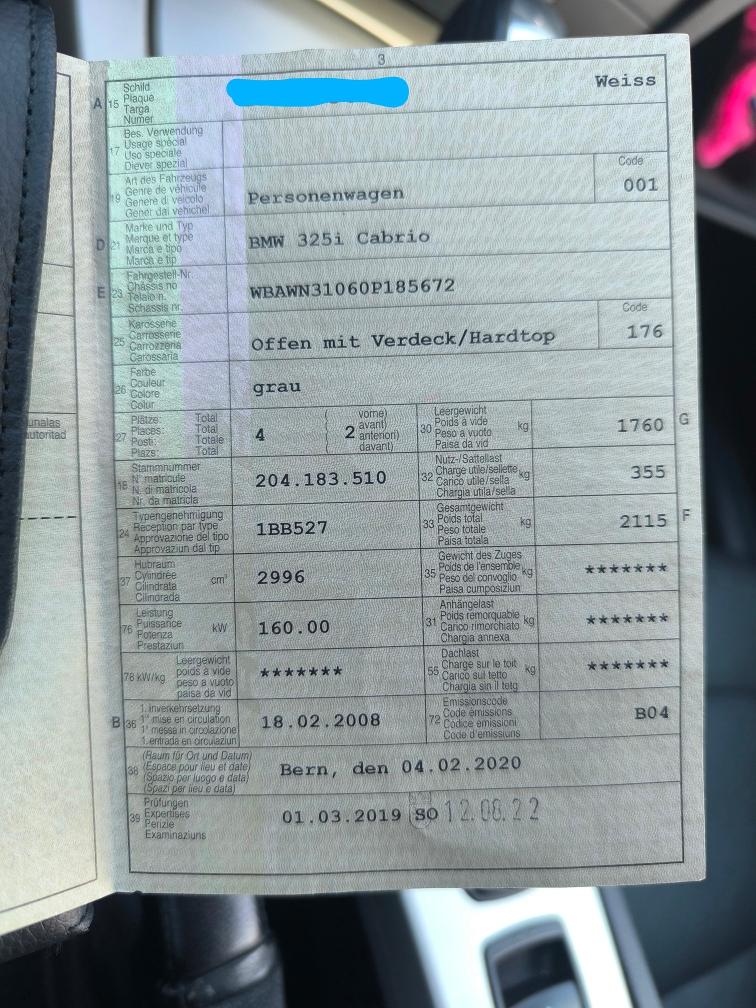 3
A 15 Schild
Plaque
Targa
Numer
Weiss
17 Bes. Verwendung
Usage spécial
Uso speciale
Diever spezial
19 Art des Fahrzeugs
Genre de véhicule
Genere di veicolo
Gener dal vehichel
Personenwagen
Code
001
D 21 Marke und Typ
Marque et type
Marca e tipo
Marca e tip
BMW 325i Cabrio
E 23 Fahrgestell-Nr.
Châssis no
Telaio n.
Schassis nr.
WBAWN31060P185672
25 Karosserie
Carrosserie
Carrozzeria
Carossaria
Offen mit Verdeck/Hardtop
Code
176
26 Farbe
Couleur
Colore
Colur
grau
27 Plätze: Total
Places: Total
Posti: Totale
Plazs: Total
4
( vorne)
avant)
anteriori)
( davant)
2
30 Leergewicht
Poids à vide
Peso a vuoto
Paisa da vid
kg
1760 G
18 Stammnummer
N° matricule
N. di matricola
Nr. da matricla
204.183.510
32 Nutz-/Sattellast
Charge utile/sellette
Carico utile/sella
Chargia utila/sella
kg
355
24 Typengenehmigung
Réception par type
Approvazione del tipo
Approvaziun dal tip
1BB527
33 Gesamtgewicht
Poids total
Peso totale
Paisa totala
kg
2115 F
37 Hubraum
Cylindrée
Cilindrata
Cilindrada
cm³
2996
35 Gewicht des Zuges
Poids de l'ensemble
Peso del convoglio
Paisa cumposiziun
kg
*******
76 Leistung
Puissance
Potenza
Prestaziun
kW
160.00
31 Anhängelast
Poids remorquable
Carico rimorchiato
Chargia annexa
kg
*******
78 kW/kg Leergewicht
poids à vide
peso a vuoto
paisa da vid
*******
55 Dachlast
Charge sur le toit
Carico sul tetto
Chargia sin il tetg
kg
*******
B 36 1. Inverkehrsetzung
1re mise en circulation
1a messa in circolazione
1. entrada en circulaziun
18.02.2008
72 Emissionscode
Code émissions
Codice emissioni
Code d'emissiuns
B04
38 (Raum für Ort und Datum)
(Espace pour lieu et date)
(Spazio per luogo e data)
(Spazi per lieu e data)
Bern, den 04.02.2020
39 Prüfungen
Expertises
Perizie
Examinaziuns
01.03.2019 SO 12.08.22